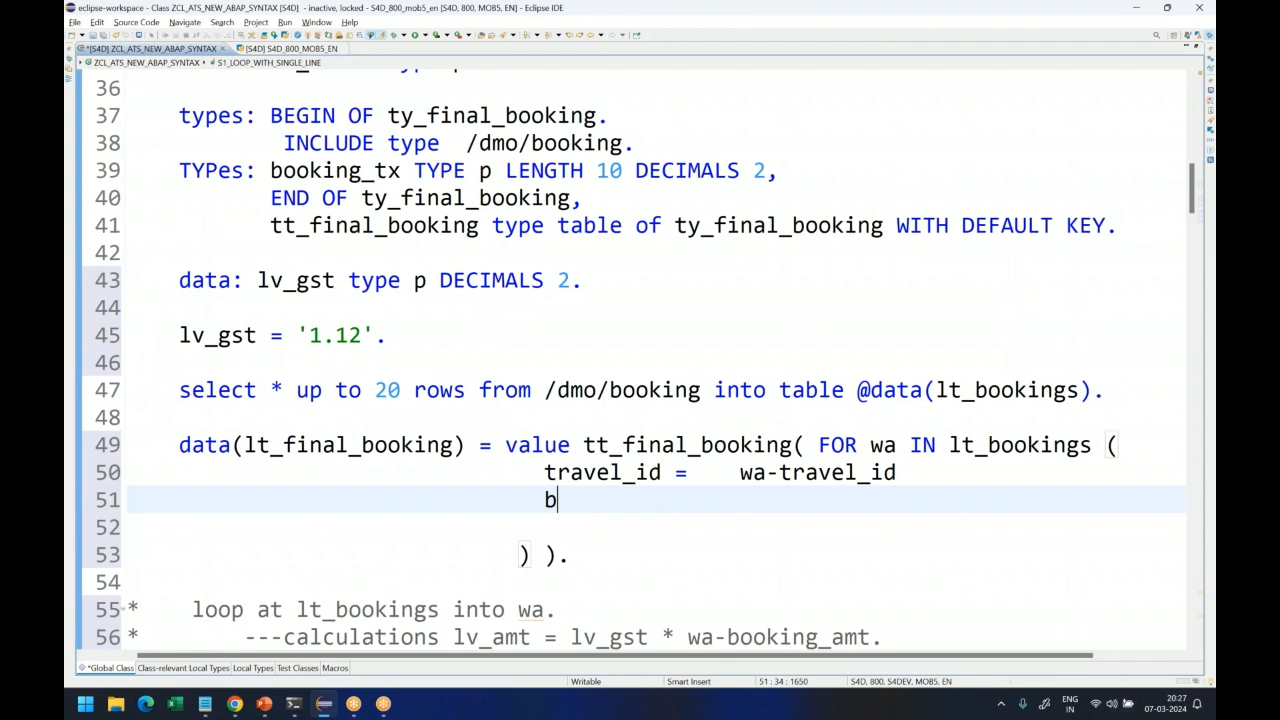 eclipse-workspace - Class ZCL_ATS_NEW_ABAP_SYNTAX [S4D] - inactive, locked - S4D_800_mob5_en [S4D, 800, MOB5, EN] - Eclipse IDE
File Edit Source Code Navigate Search Project Run Window Help
*[S4D] ZCL_ATS_NEW_ABAP_SYNTAX [S4D] S4D_800_MOB5_EN
ZCL_ATS_NEW_ABAP_SYNTAX S1_LOOP_WITH_SINGLE_LINE
36
37 types: BEGIN OF ty_final_booking.
38 INCLUDE type /dmo/booking.
39 TYPes: booking_tx TYPE p LENGTH 10 DECIMALS 2,
40 END OF ty_final_booking,
41 tt_final_booking type table of ty_final_booking WITH DEFAULT KEY.
42
43 data: lv_gst type p DECIMALS 2.
44
45 lv_gst = '1.12'.
46
47 select * up to 20 rows from /dmo/booking into table @data(lt_bookings).
48
49 data(lt_final_booking) = value tt_final_booking( FOR wa IN lt_bookings (
50 travel_id = wa-travel_id
51 b
52
53 ) ).
54
55 * loop at lt_bookings into wa.
56 * ---calculations lv_amt = lv_gst * wa-booking_amt.
*Global Class Class-relevant Local Types Local Types Test Classes Macros
Writable Smart Insert 51 : 34 : 1650 S4D, 800, S4DEV, MOB5, EN
ENG 20:27
IN 07-03-2024